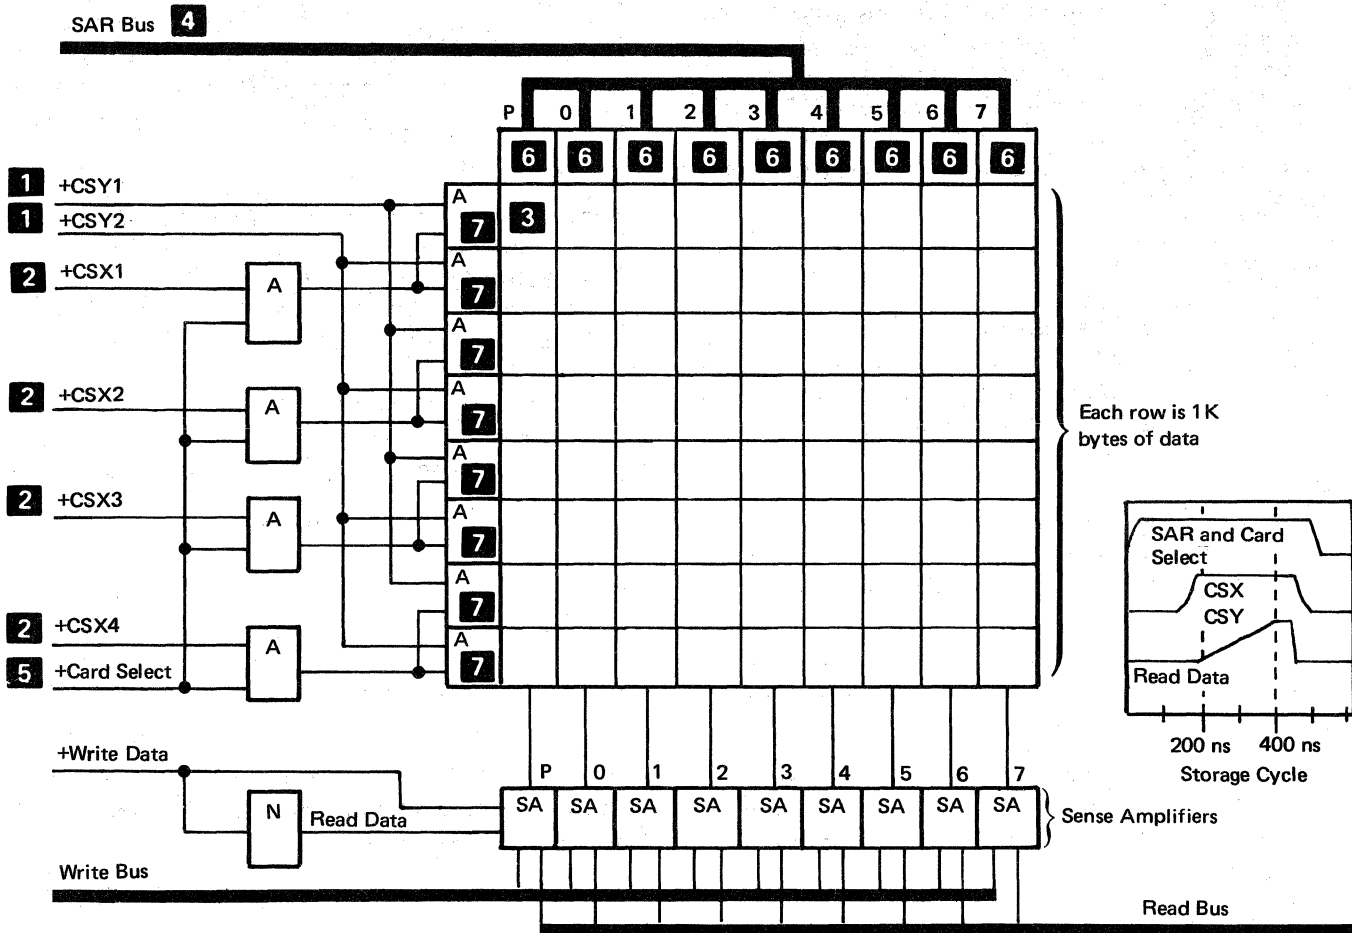 SAR Bus 4
P 0 1 2 3 4 5 6 7
6 6 6 6 6 6 6 6 6
1 +CSY1
1 +CSY2
2 +CSX1
2 +CSX2
2 +CSX3
2 +CSX4
5 +Card Select
A
A
A
A
A 7 3
A 7
A 7
A 7
A 7
A 7
A 7
A 7
Each row is 1K
bytes of data
SAR and Card
Select
CSX
CSY
Read Data
200 ns 400 ns
Storage Cycle
+Write Data
N
Read Data
P 0 1 2 3 4 5 6 7
SA SA SA SA SA SA SA SA SA
Sense Amplifiers
Write Bus
Read Bus